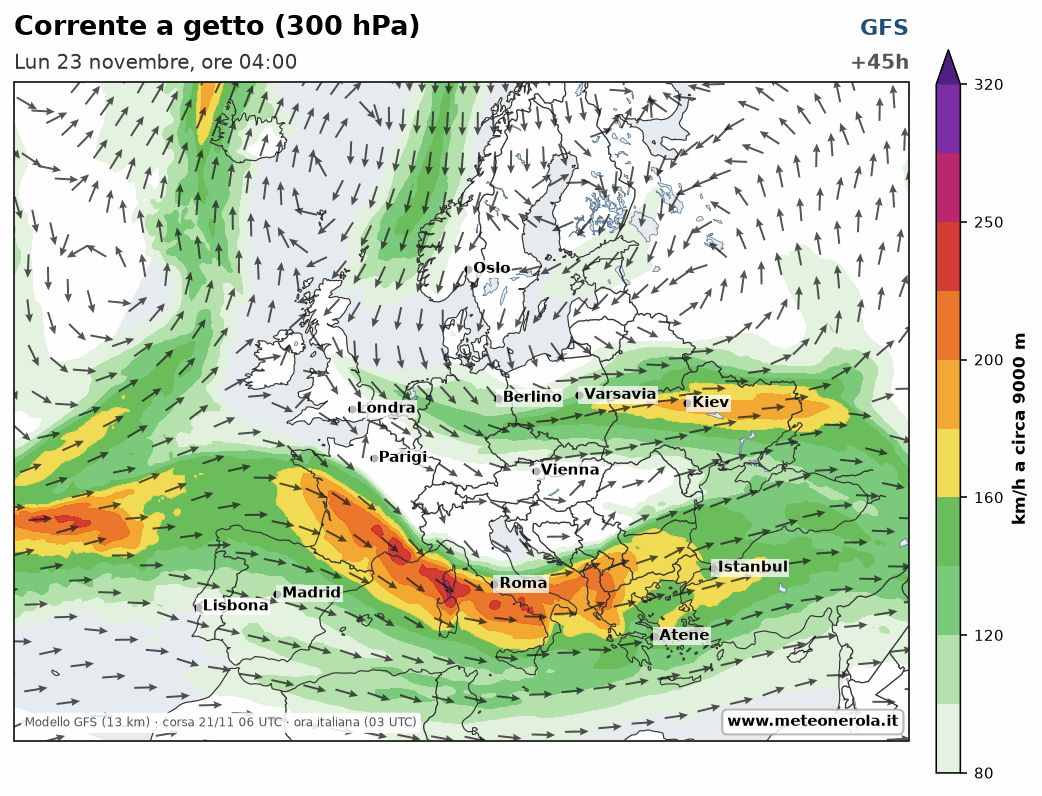 Corrente a getto (300 hPa)
GFS
Lun 23 novembre, ore 04:00
+45h
320
250
200
160
120
80
km/h a circa 9000 m
Oslo
Berlino
Varsavia
Kiev
Londra
Parigi
Vienna
Istanbul
Roma
Madrid
Lisbona
Atene
Modello GFS (13 km) · corsa 21/11 06 UTC · ora italiana (03 UTC)
www.meteonerola.it